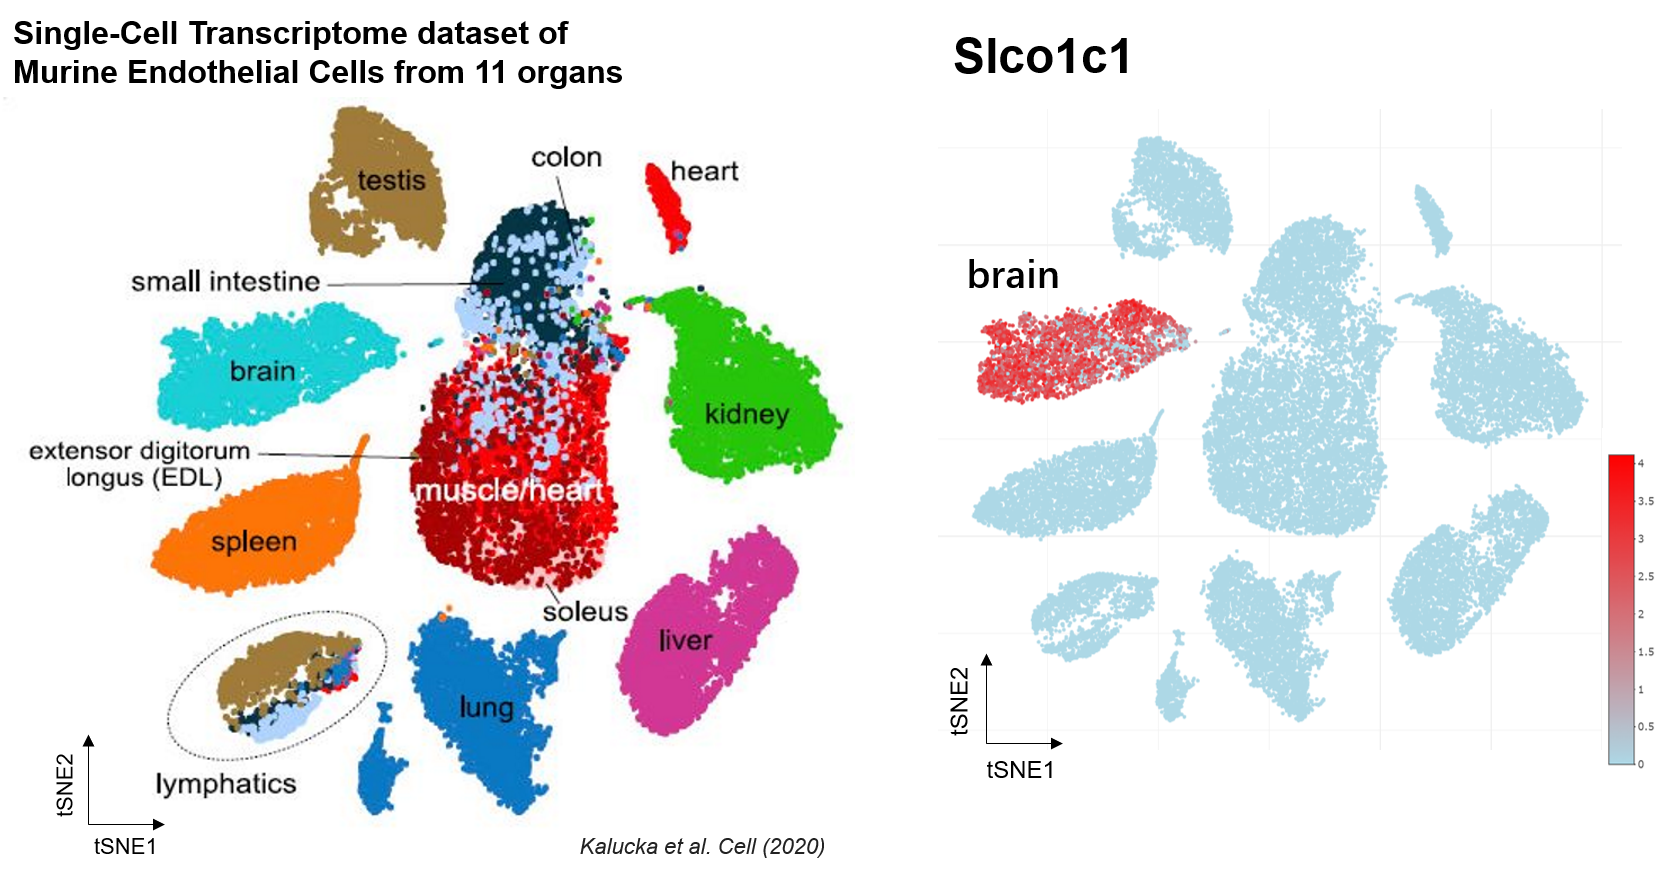 Single-Cell Transcriptome dataset of
Murine Endothelial Cells from 11 organs
testis
colon
heart
small intestine
brain
kidney
extensor digitorum
longus (EDL)
muscle/heart
spleen
soleus
liver
lung
lymphatics
tSNE2
tSNE1
Kalucka et al. Cell (2020)
Slco1c1
brain
4
3.5
3
2.5
2
1.5
1
0.5
0
tSNE2
tSNE1